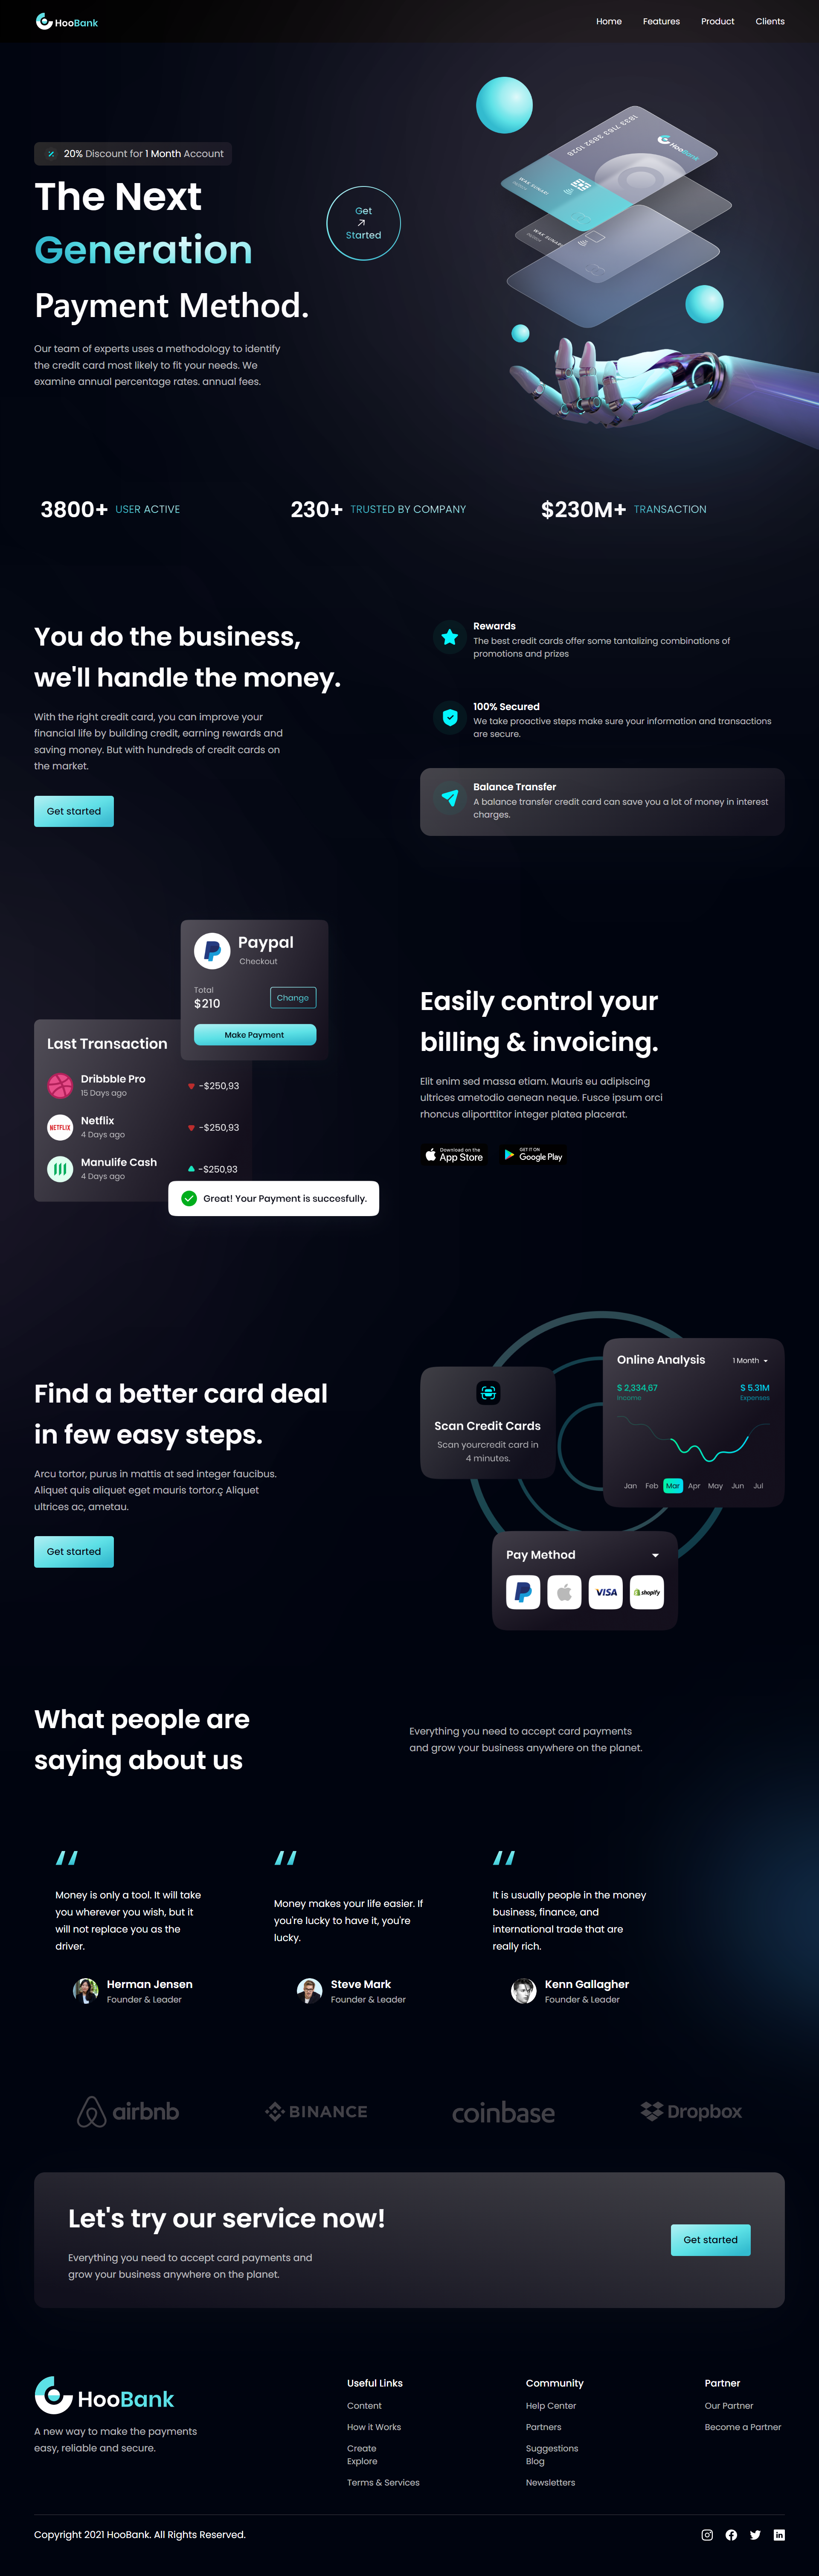 HooBank
Home Features Product Clients
20% Discount for 1 Month Account
The Next
Generation
Payment Method.
Get
Started
Our team of experts uses a methodology to identify
the credit card most likely to fit your needs. We
examine annual percentage rates. annual fees.
HooBank
3800+ USER ACTIVE
230+ TRUSTED BY COMPANY
$230M+ TRANSACTION
You do the business,
we'll handle the money.
With the right credit card, you can improve your
financial life by building credit, earning rewards and
saving money. But with hundreds of credit cards on
the market.
Get started
Rewards
The best credit cards offer some tantalizing combinations of
promotions and prizes
100% Secured
We take proactive steps make sure your information and transactions
are secure.
Balance Transfer
A balance transfer credit card can save you a lot of money in interest
charges.
Paypal
Checkout
Total
$210
Change
Make Payment
Last Transaction
Dribbble Pro
15 Days ago
-$250,93
NETFLIX
Netflix
4 Days ago
-$250,93
Manulife Cash
4 Days ago
-$250,93
Great! Your Payment is succesfully.
Easily control your
billing & invoicing.
Elit enim sed massa etiam. Mauris eu adipiscing
ultrices ametodio aenean neque. Fusce ipsum orci
rhoncus aliporttitor integer platea placerat.
Download on the
App Store
GET IT ON
Google Play
Find a better card deal
in few easy steps.
Arcu tortor, purus in mattis at sed integer faucibus.
Aliquet quis aliquet eget mauris tortor.ç Aliquet
ultrices ac, ametau.
Get started
Scan Credit Cards
Scan yourcredit card in
4 minutes.
Online Analysis
1 Month
$ 2,334,67
Income
$ 5.31M
Expenses
Jan Feb Mar Apr May Jun Jul
Pay Method
VISA
shopify
What people are
saying about us
Everything you need to accept card payments
and grow your business anywhere on the planet.
Money is only a tool. It will take
you wherever you wish, but it
will not replace you as the
driver.
Herman Jensen
Founder & Leader
Money makes your life easier. If
you're lucky to have it, you're
lucky.
Steve Mark
Founder & Leader
It is usually people in the money
business, finance, and
international trade that are
really rich.
Kenn Gallagher
Founder & Leader
airbnb
BINANCE
coinbase
Dropbox
Let's try our service now!
Everything you need to accept card payments and
grow your business anywhere on the planet.
Get started
HooBank
A new way to make the payments
easy, reliable and secure.
Useful Links
Content
How it Works
Create
Explore
Terms & Services
Community
Help Center
Partners
Suggestions
Blog
Newsletters
Partner
Our Partner
Become a Partner
Copyright 2021 HooBank. All Rights Reserved.